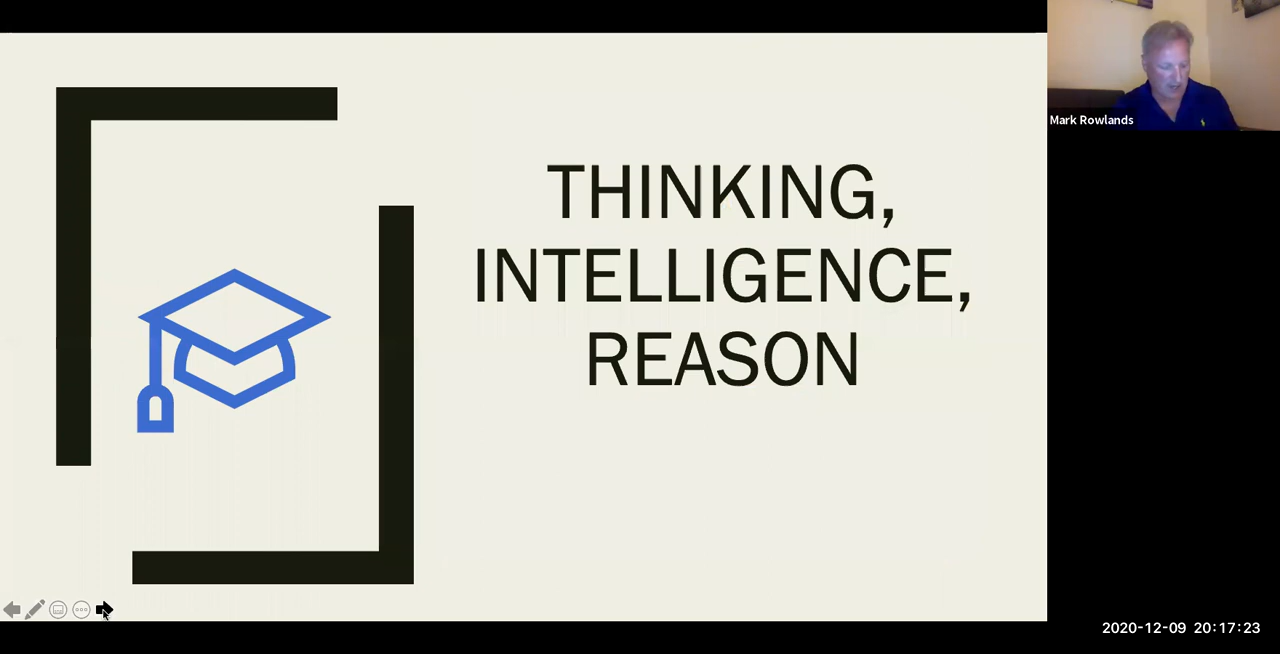 THINKING,
INTELLIGENCE,
REASON
Mark Rowlands
2020-12-09 20:17:23